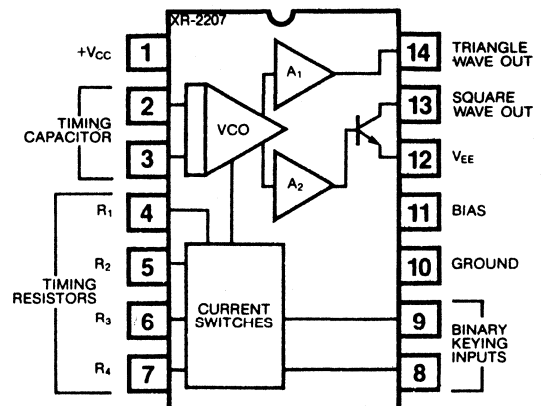 XR-2207
+Vcc
1
14
TRIANGLE
WAVE OUT
A1
TIMING
CAPACITOR
2
3
VCO
13
SQUARE
WAVE OUT
12
VEE
A2
TIMING
RESISTORS
R1
4
11
BIAS
R2
5
10
GROUND
R3
6
CURRENT
SWITCHES
9
BINARY
KEYING
INPUTS
R4
7
8